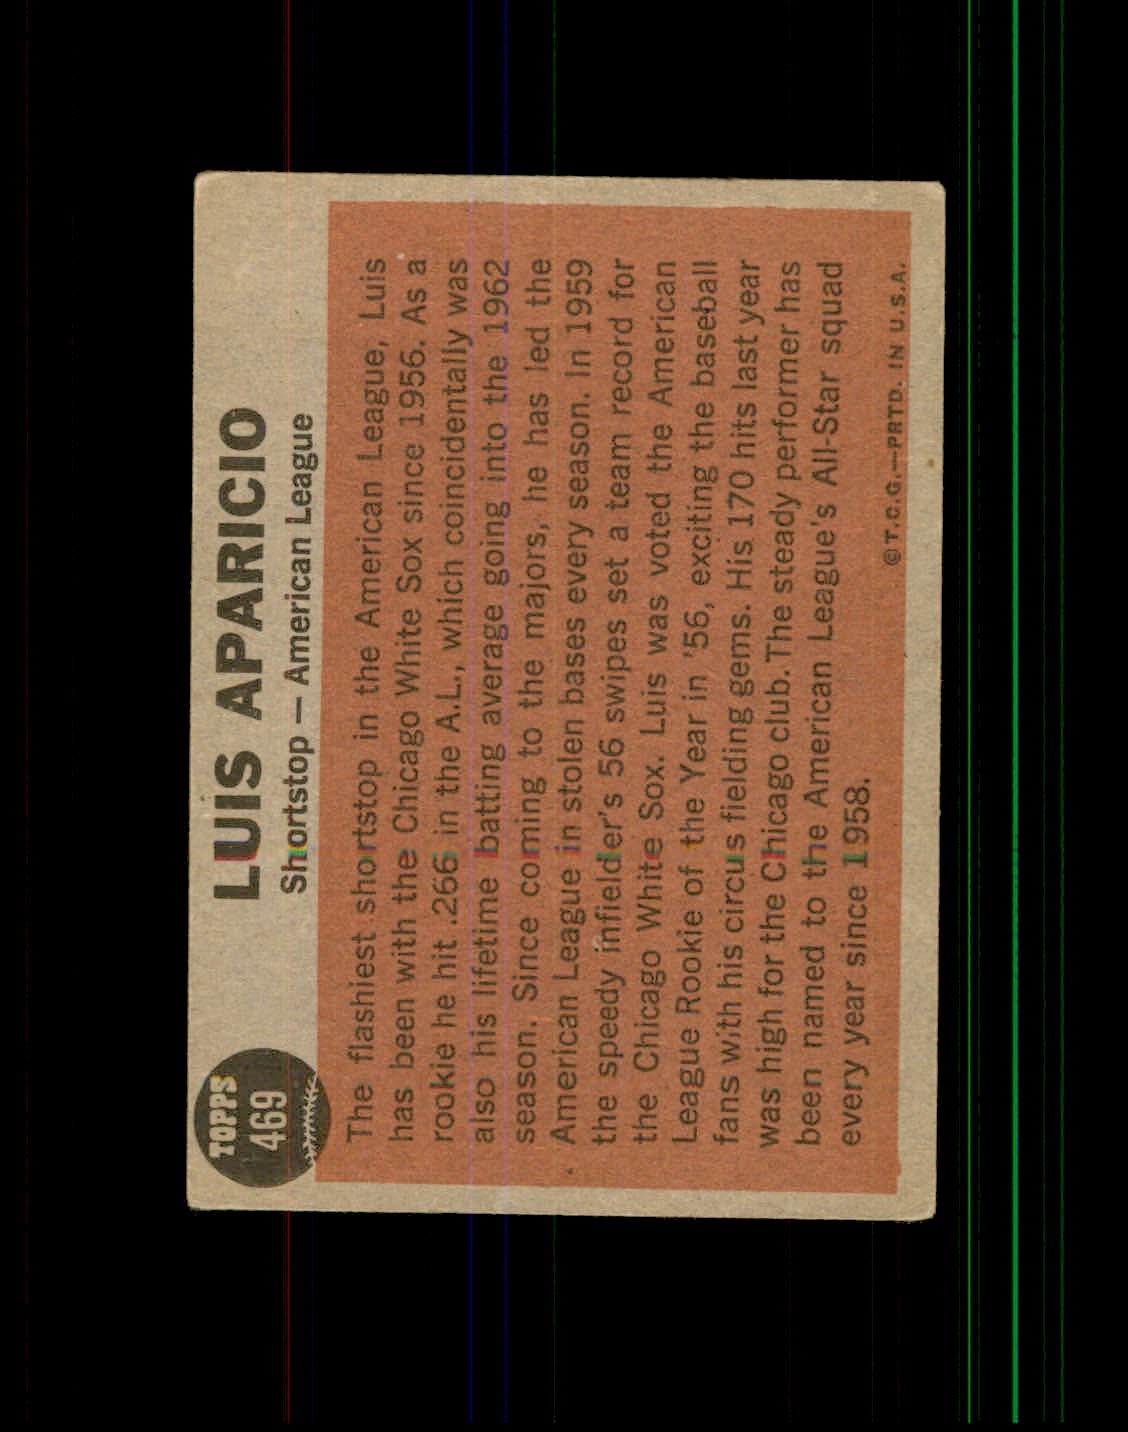 TOPPS
469
LUIS APARICIO
Shortstop — American League
The flashiest shortstop in the American League, Luis
has been with the Chicago White Sox since 1956. As a
rookie he hit .266 in the A.L., which coincidentally was
also his lifetime batting average going into the 1962
season. Since coming to the majors, he has led the
American League in stolen bases every season. In 1959
the speedy infielder's 56 swipes set a team record for
the Chicago White Sox. Luis was voted the American
League Rookie of the Year in '56, exciting the baseball
fans with his circus fielding gems. His 170 hits last year
was high for the Chicago club. The steady performer has
been named to the American League's All-Star squad
every year since 1958.
© T.C.G.—PRTD. IN U.S.A.